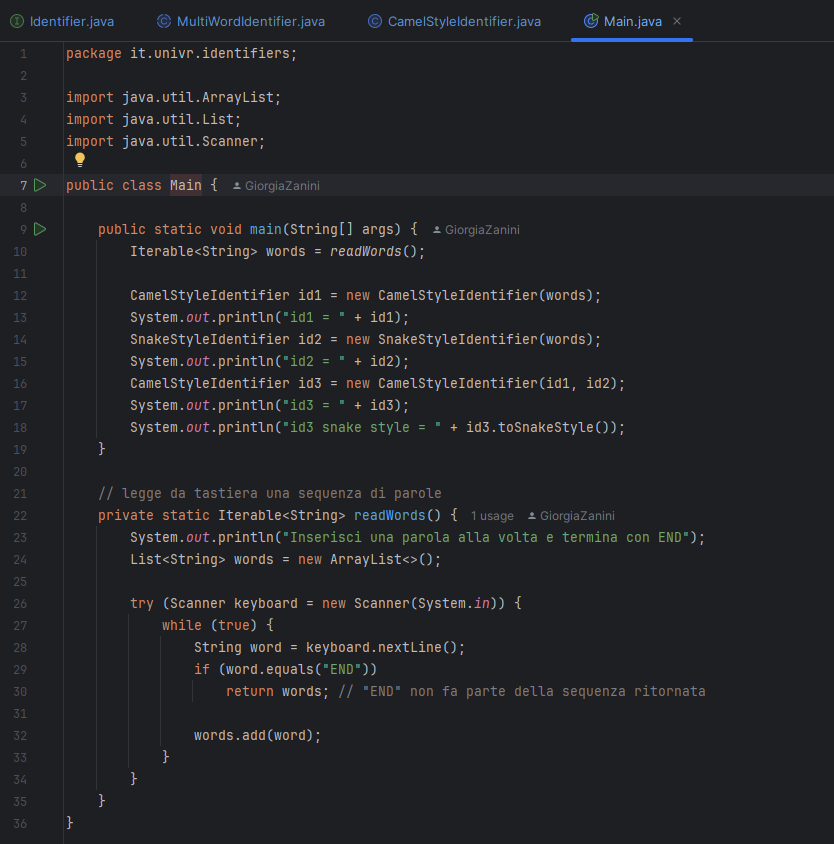 Identifier.java MultiWordIdentifier.java CamelStyleIdentifier.java Main.java ×
1 package it.univr.identifiers;
2
3 import java.util.ArrayList;
4 import java.util.List;
5 import java.util.Scanner;
6
7 public class Main { GiorgiaZanini
8
9     public static void main(String[] args) { GiorgiaZanini
10         Iterable<String> words = readWords();
11
12         CamelStyleIdentifier id1 = new CamelStyleIdentifier(words);
13         System.out.println("id1 = " + id1);
14         SnakeStyleIdentifier id2 = new SnakeStyleIdentifier(words);
15         System.out.println("id2 = " + id2);
16         CamelStyleIdentifier id3 = new CamelStyleIdentifier(id1, id2);
17         System.out.println("id3 = " + id3);
18         System.out.println("id3 snake style = " + id3.toSnakeStyle());
19     }
20
21     // legge da tastiera una sequenza di parole
22     private static Iterable<String> readWords() { 1 usage GiorgiaZanini
23         System.out.println("Inserisci una parola alla volta e termina con END");
24         List<String> words = new ArrayList<>();
25
26         try (Scanner keyboard = new Scanner(System.in)) {
27             while (true) {
28                 String word = keyboard.nextLine();
29                 if (word.equals("END"))
30                     return words; // "END" non fa parte della sequenza ritornata
31
32                 words.add(word);
33             }
34         }
35     }
36 }